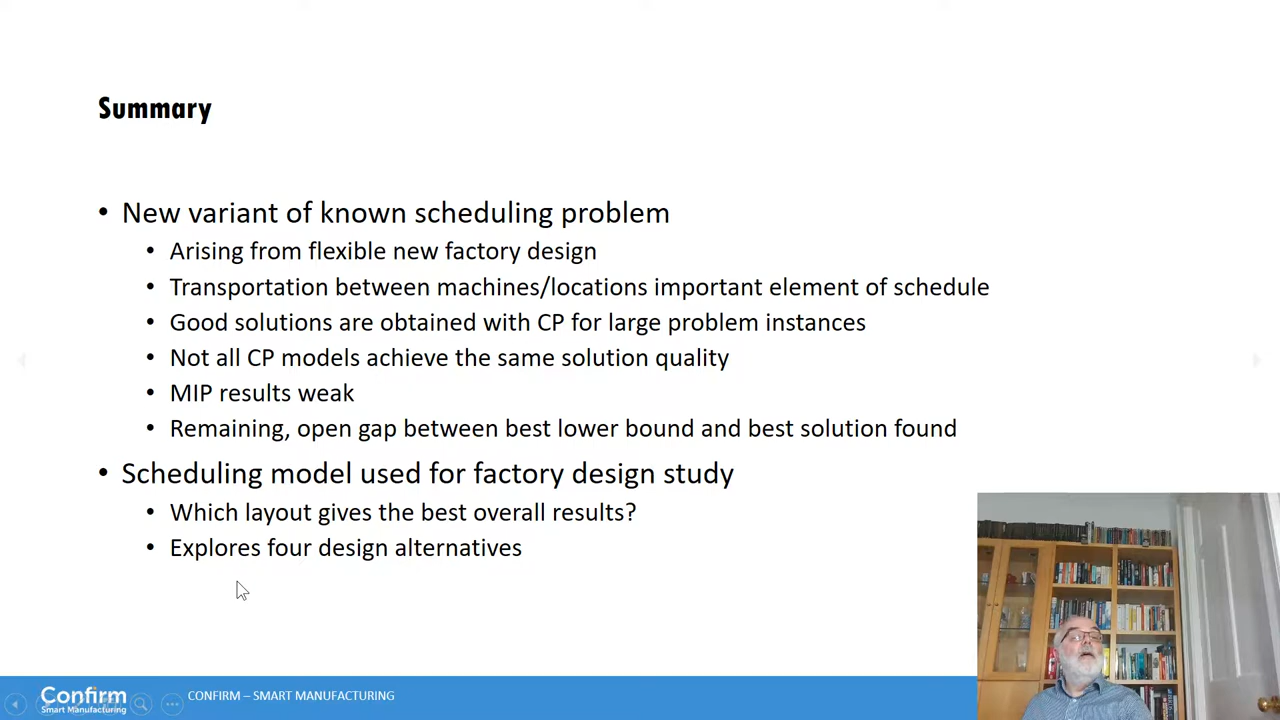 Summary
• New variant of known scheduling problem
• Arising from flexible new factory design
• Transportation between machines/locations important element of schedule
• Good solutions are obtained with CP for large problem instances
• Not all CP models achieve the same solution quality
• MIP results weak
• Remaining, open gap between best lower bound and best solution found
• Scheduling model used for factory design study
• Which layout gives the best overall results?
• Explores four design alternatives
Confirm
Smart Manufacturing
CONFIRM – SMART MANUFACTURING